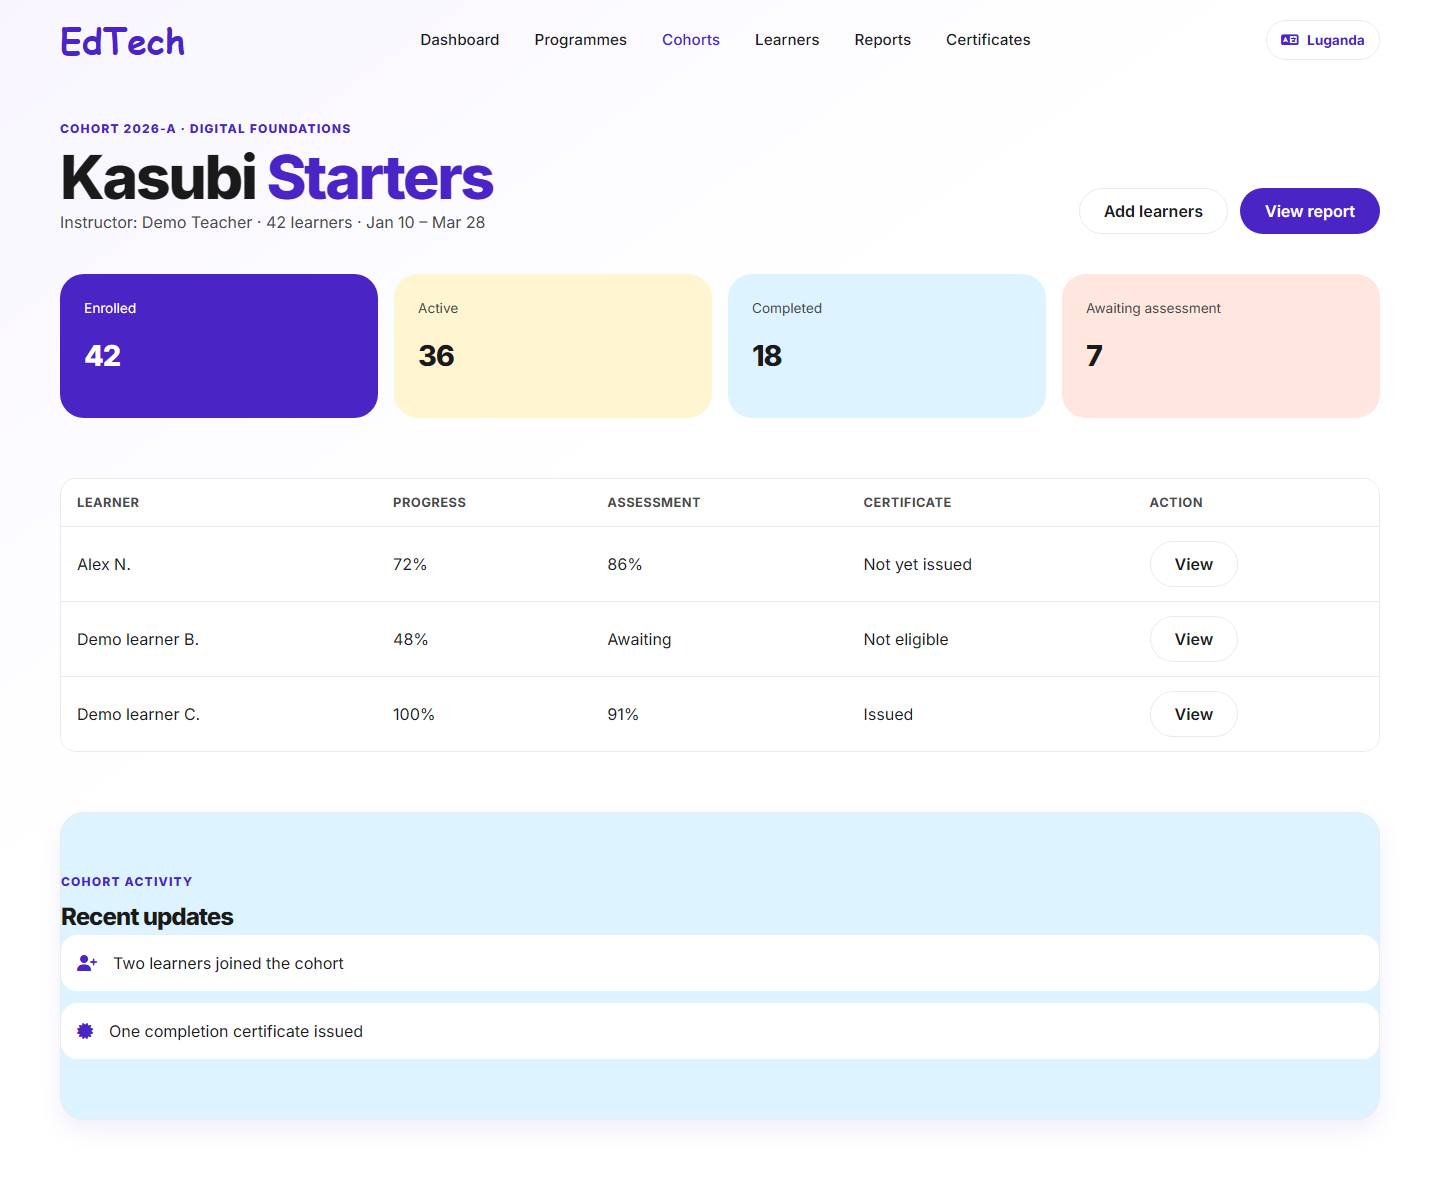 EdTech
Dashboard Programmes Cohorts Learners Reports Certificates
Luganda
COHORT 2026-A · DIGITAL FOUNDATIONS
Kasubi Starters
Instructor: Demo Teacher · 42 learners · Jan 10 – Mar 28
Add learners
View report
Enrolled
42
Active
36
Completed
18
Awaiting assessment
7
LEARNER PROGRESS ASSESSMENT CERTIFICATE ACTION
Alex N. 72% 86% Not yet issued View
Demo learner B. 48% Awaiting Not eligible View
Demo learner C. 100% 91% Issued View
COHORT ACTIVITY
Recent updates
Two learners joined the cohort
One completion certificate issued